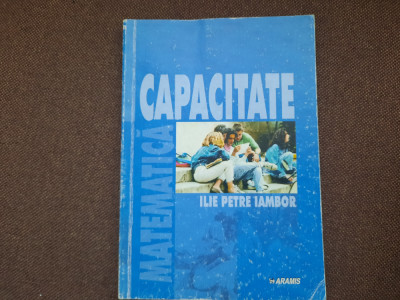 CAPACITATE
MATEMATICĂ
ILIE PETRE IAMBOR
ARAMIS